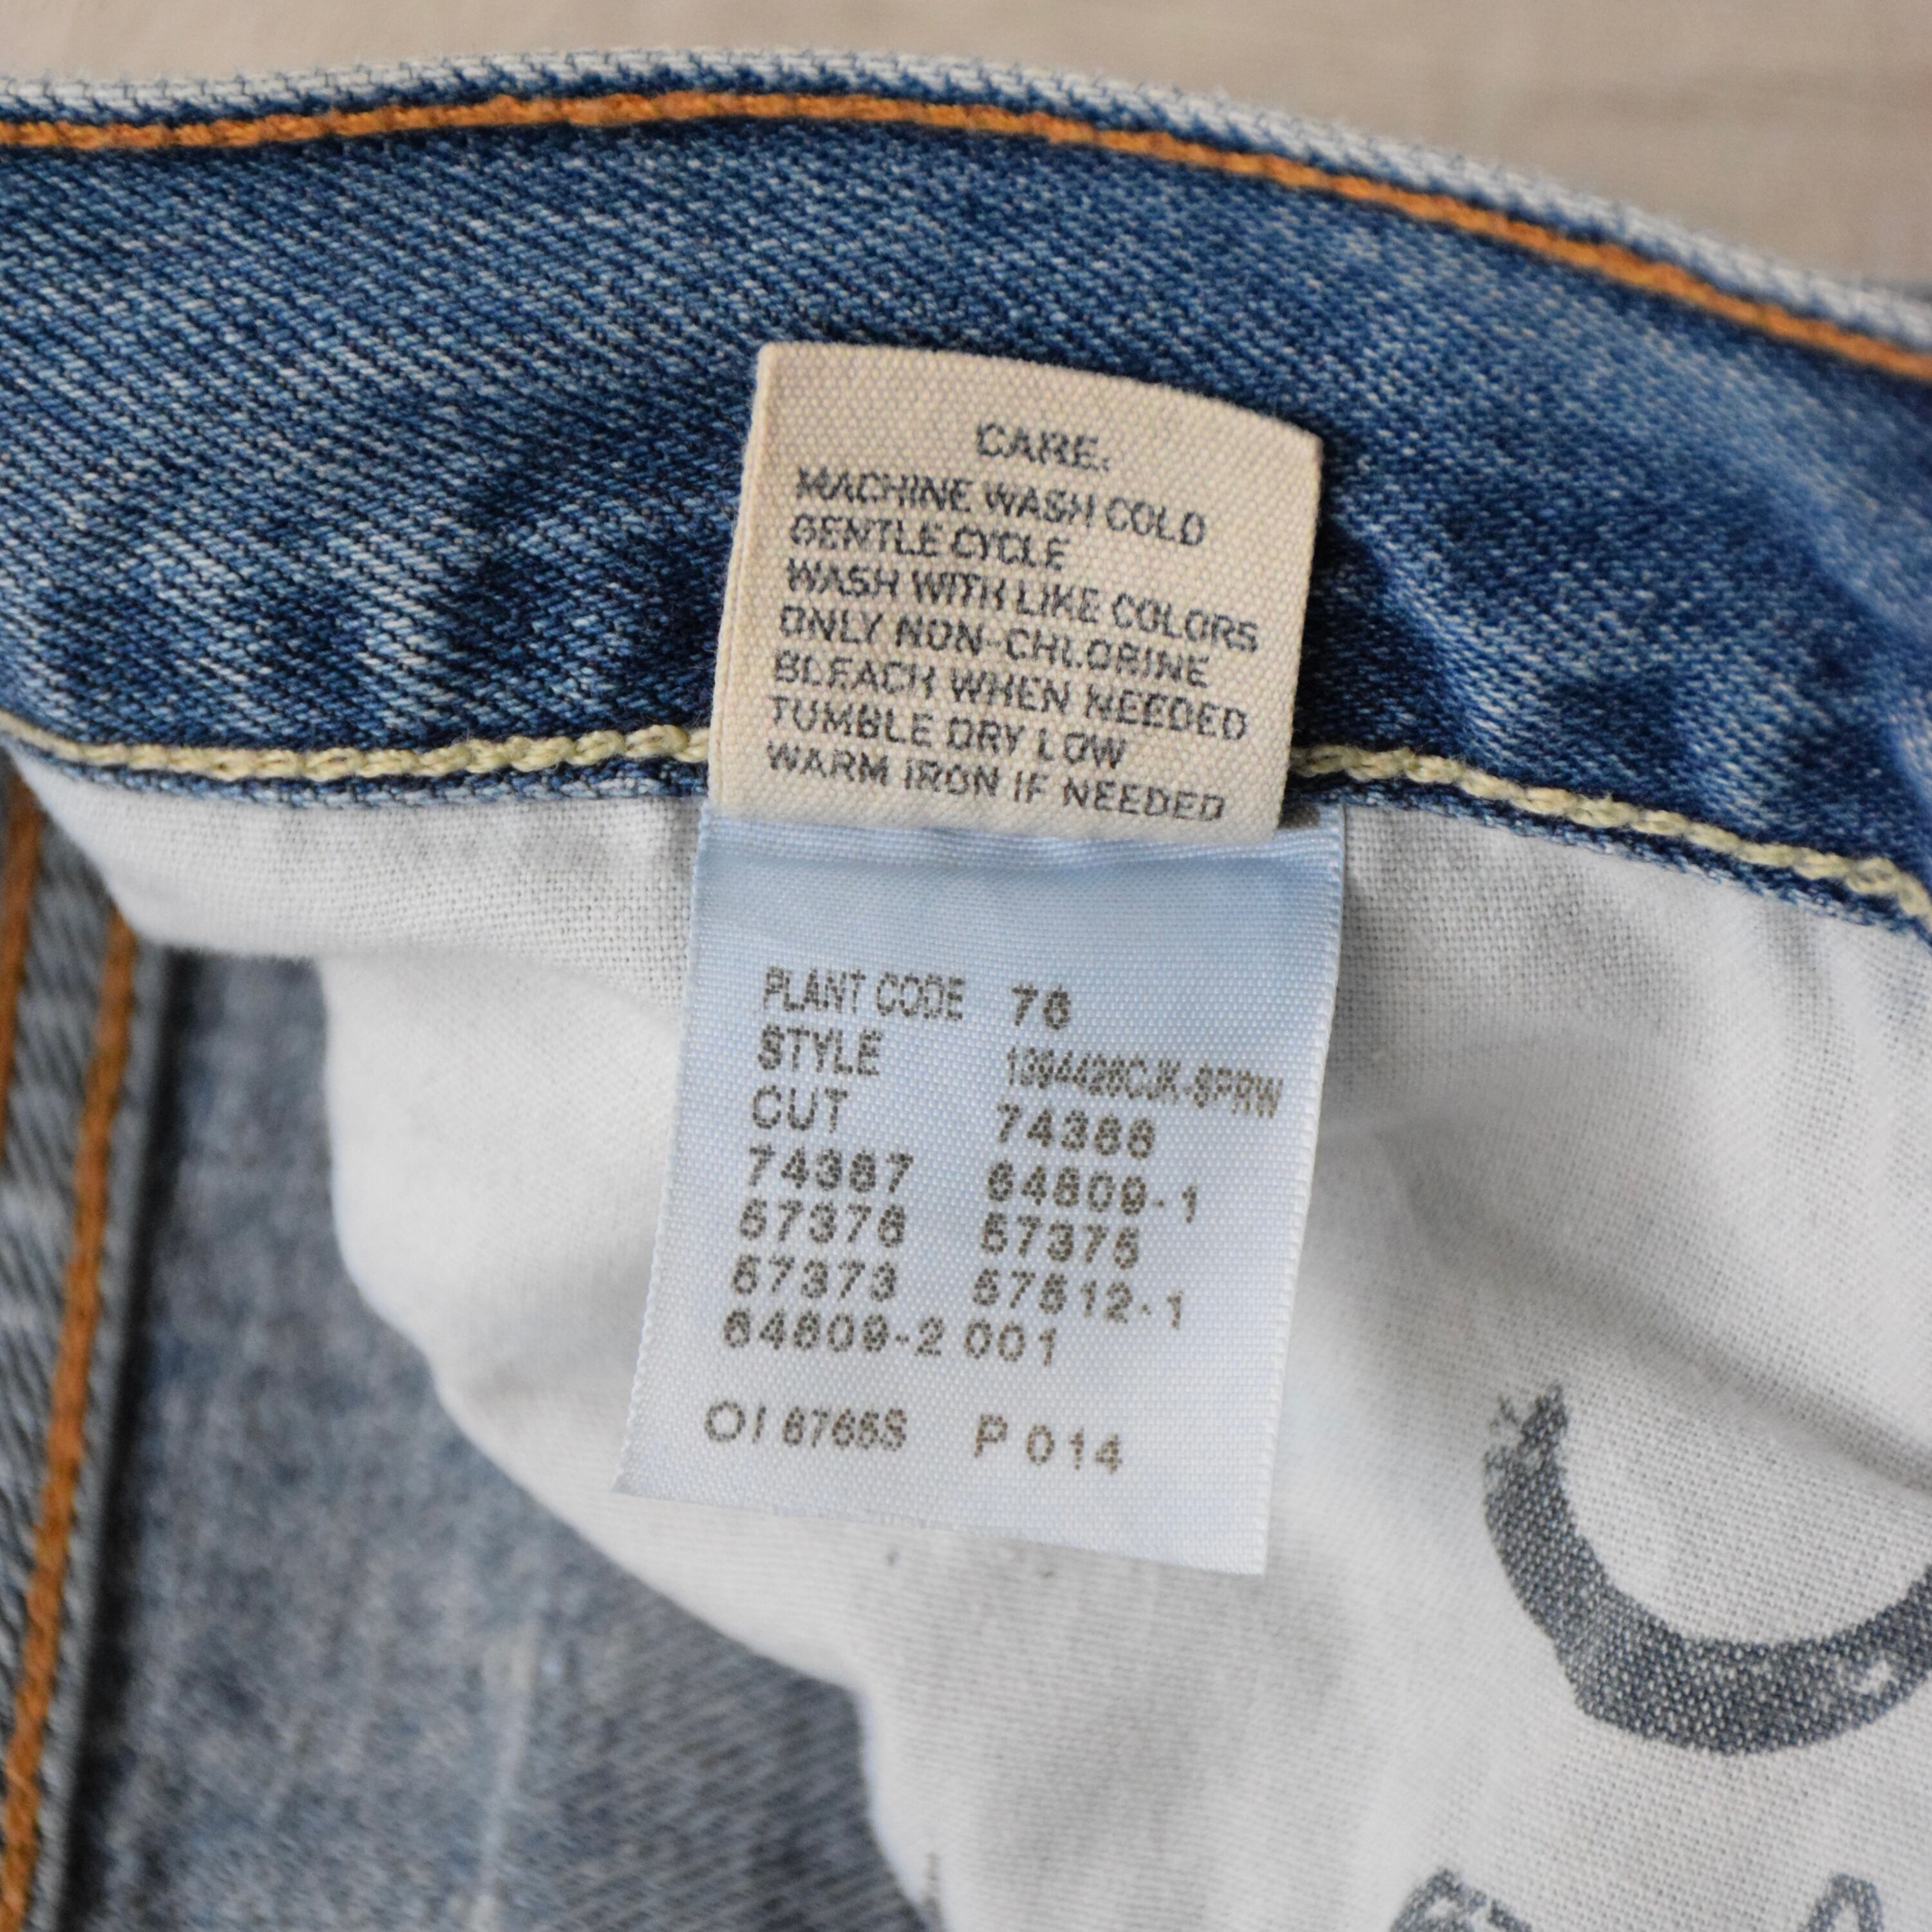 CARE:
MACHINE WASH COLD
GENTLE CYCLE
WASH WITH LIKE COLORS
ONLY NON-CHLORINE
BLEACH WHEN NEEDED
TUMBLE DRY LOW
WARM IRON IF NEEDED
PLANT CODE 76
STYLE
CUT 74366
74367 64609-1
57376 57375
57373 57512-1
64609-2 001
P 014